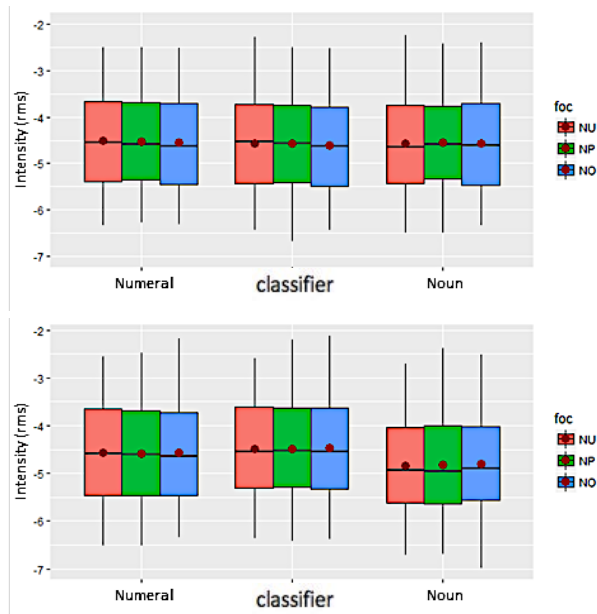 -2
-3
-4
-5
-6
-7
Intensity (rms)
Numeral classifier Noun
foc
NU
NP
NO
-2
-3
-4
-5
-6
-7
Intensity (rms)
Numeral classifier Noun
foc
NU
NP
NO